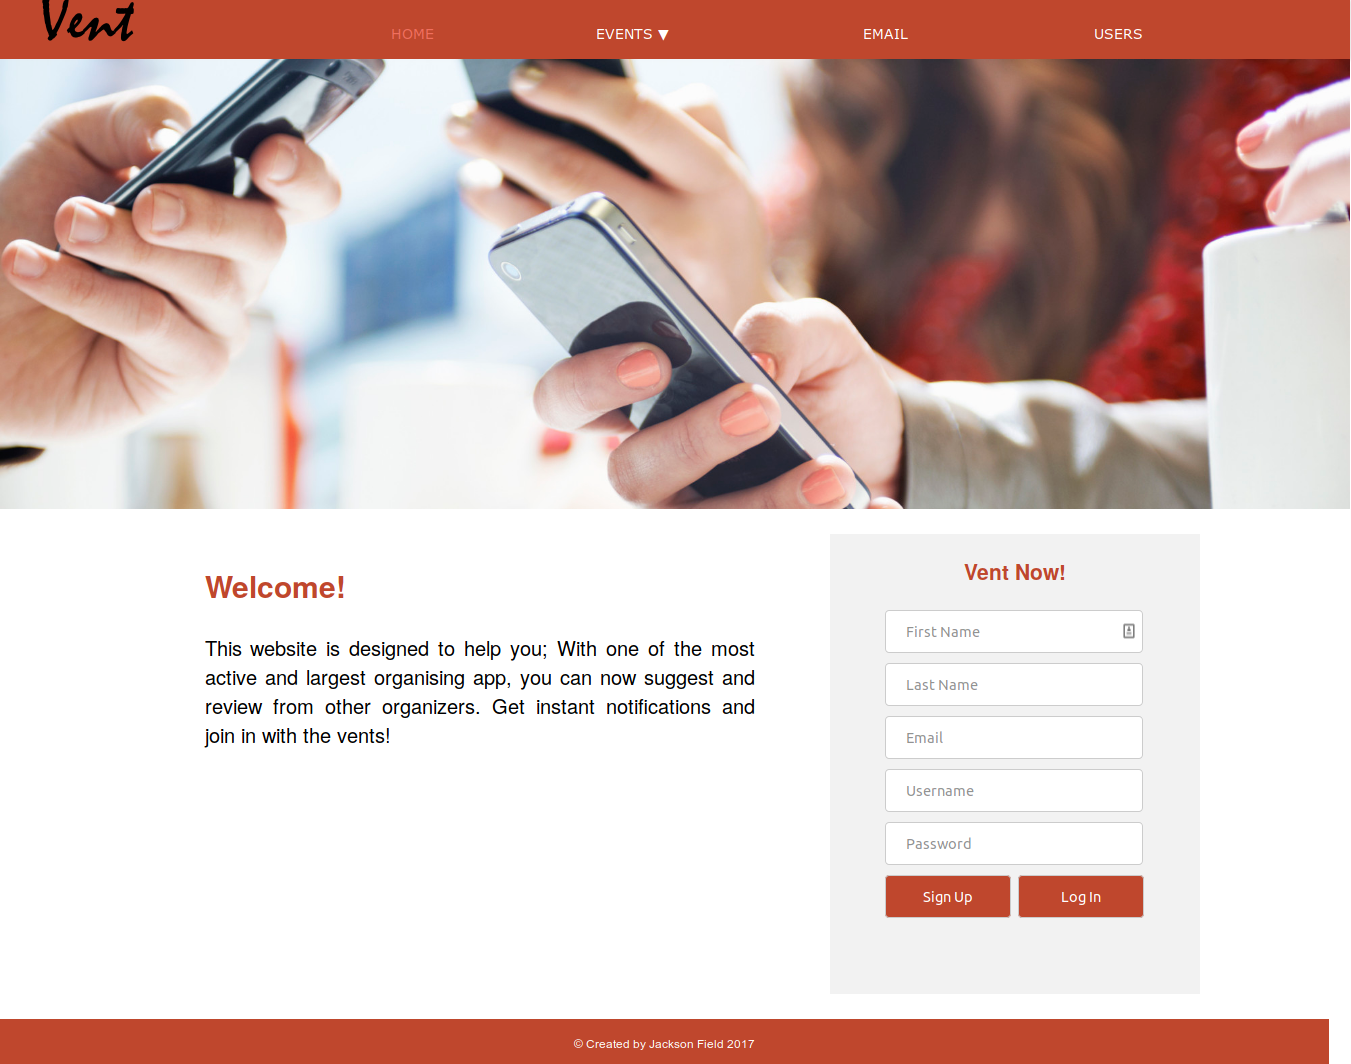 Vent
HOME
EVENTS ▼
EMAIL
USERS
Welcome!
This website is designed to help you; With one of the most
active and largest organising app, you can now suggest and
review from other organizers. Get instant notifications and
join in with the vents!
Vent Now!
First Name
Last Name
Email
Username
Password
Sign Up
Log In
© Created by Jackson Field 2017